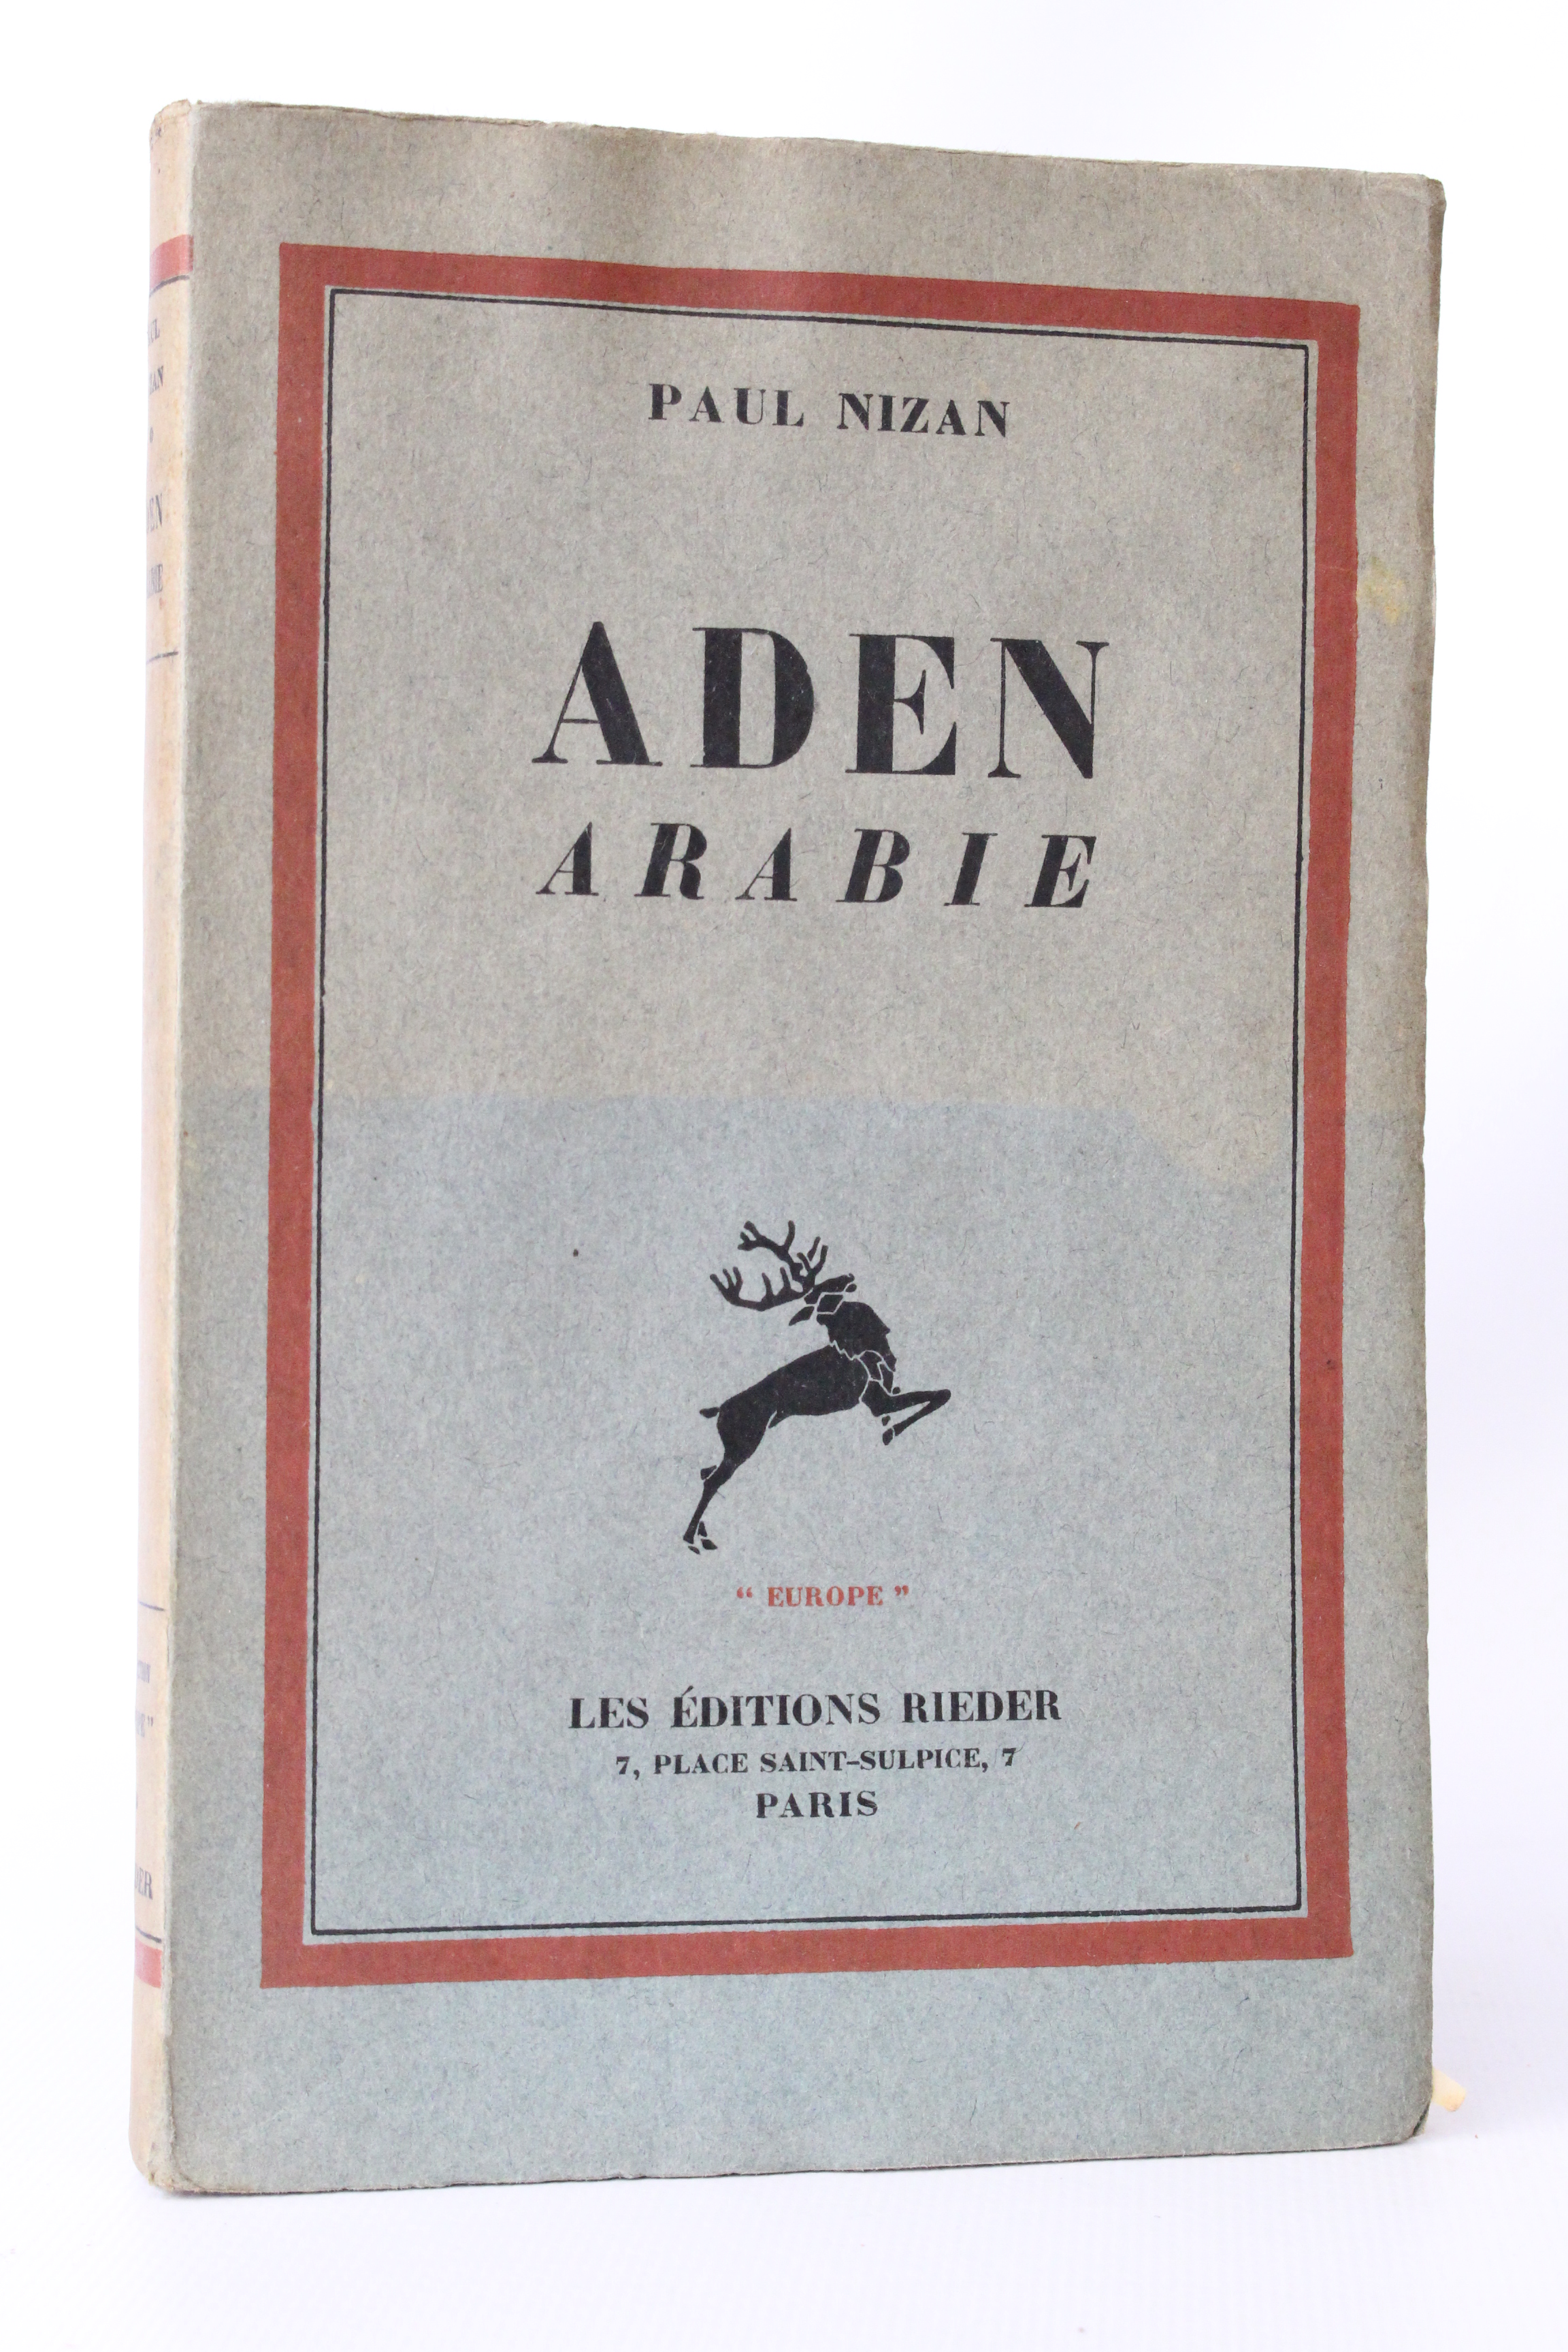 PAUL NIZAN
ADEN
ARABIE
“ EUROPE ”
LES ÉDITIONS RIEDER
7, PLACE SAINT-SULPICE, 7
PARIS